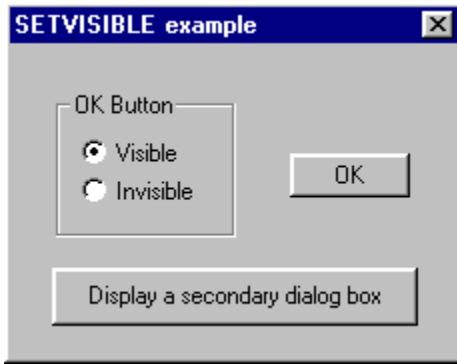 SETVISIBLE example
OK Button
Visible
Invisible
OK
Display a secondary dialog box